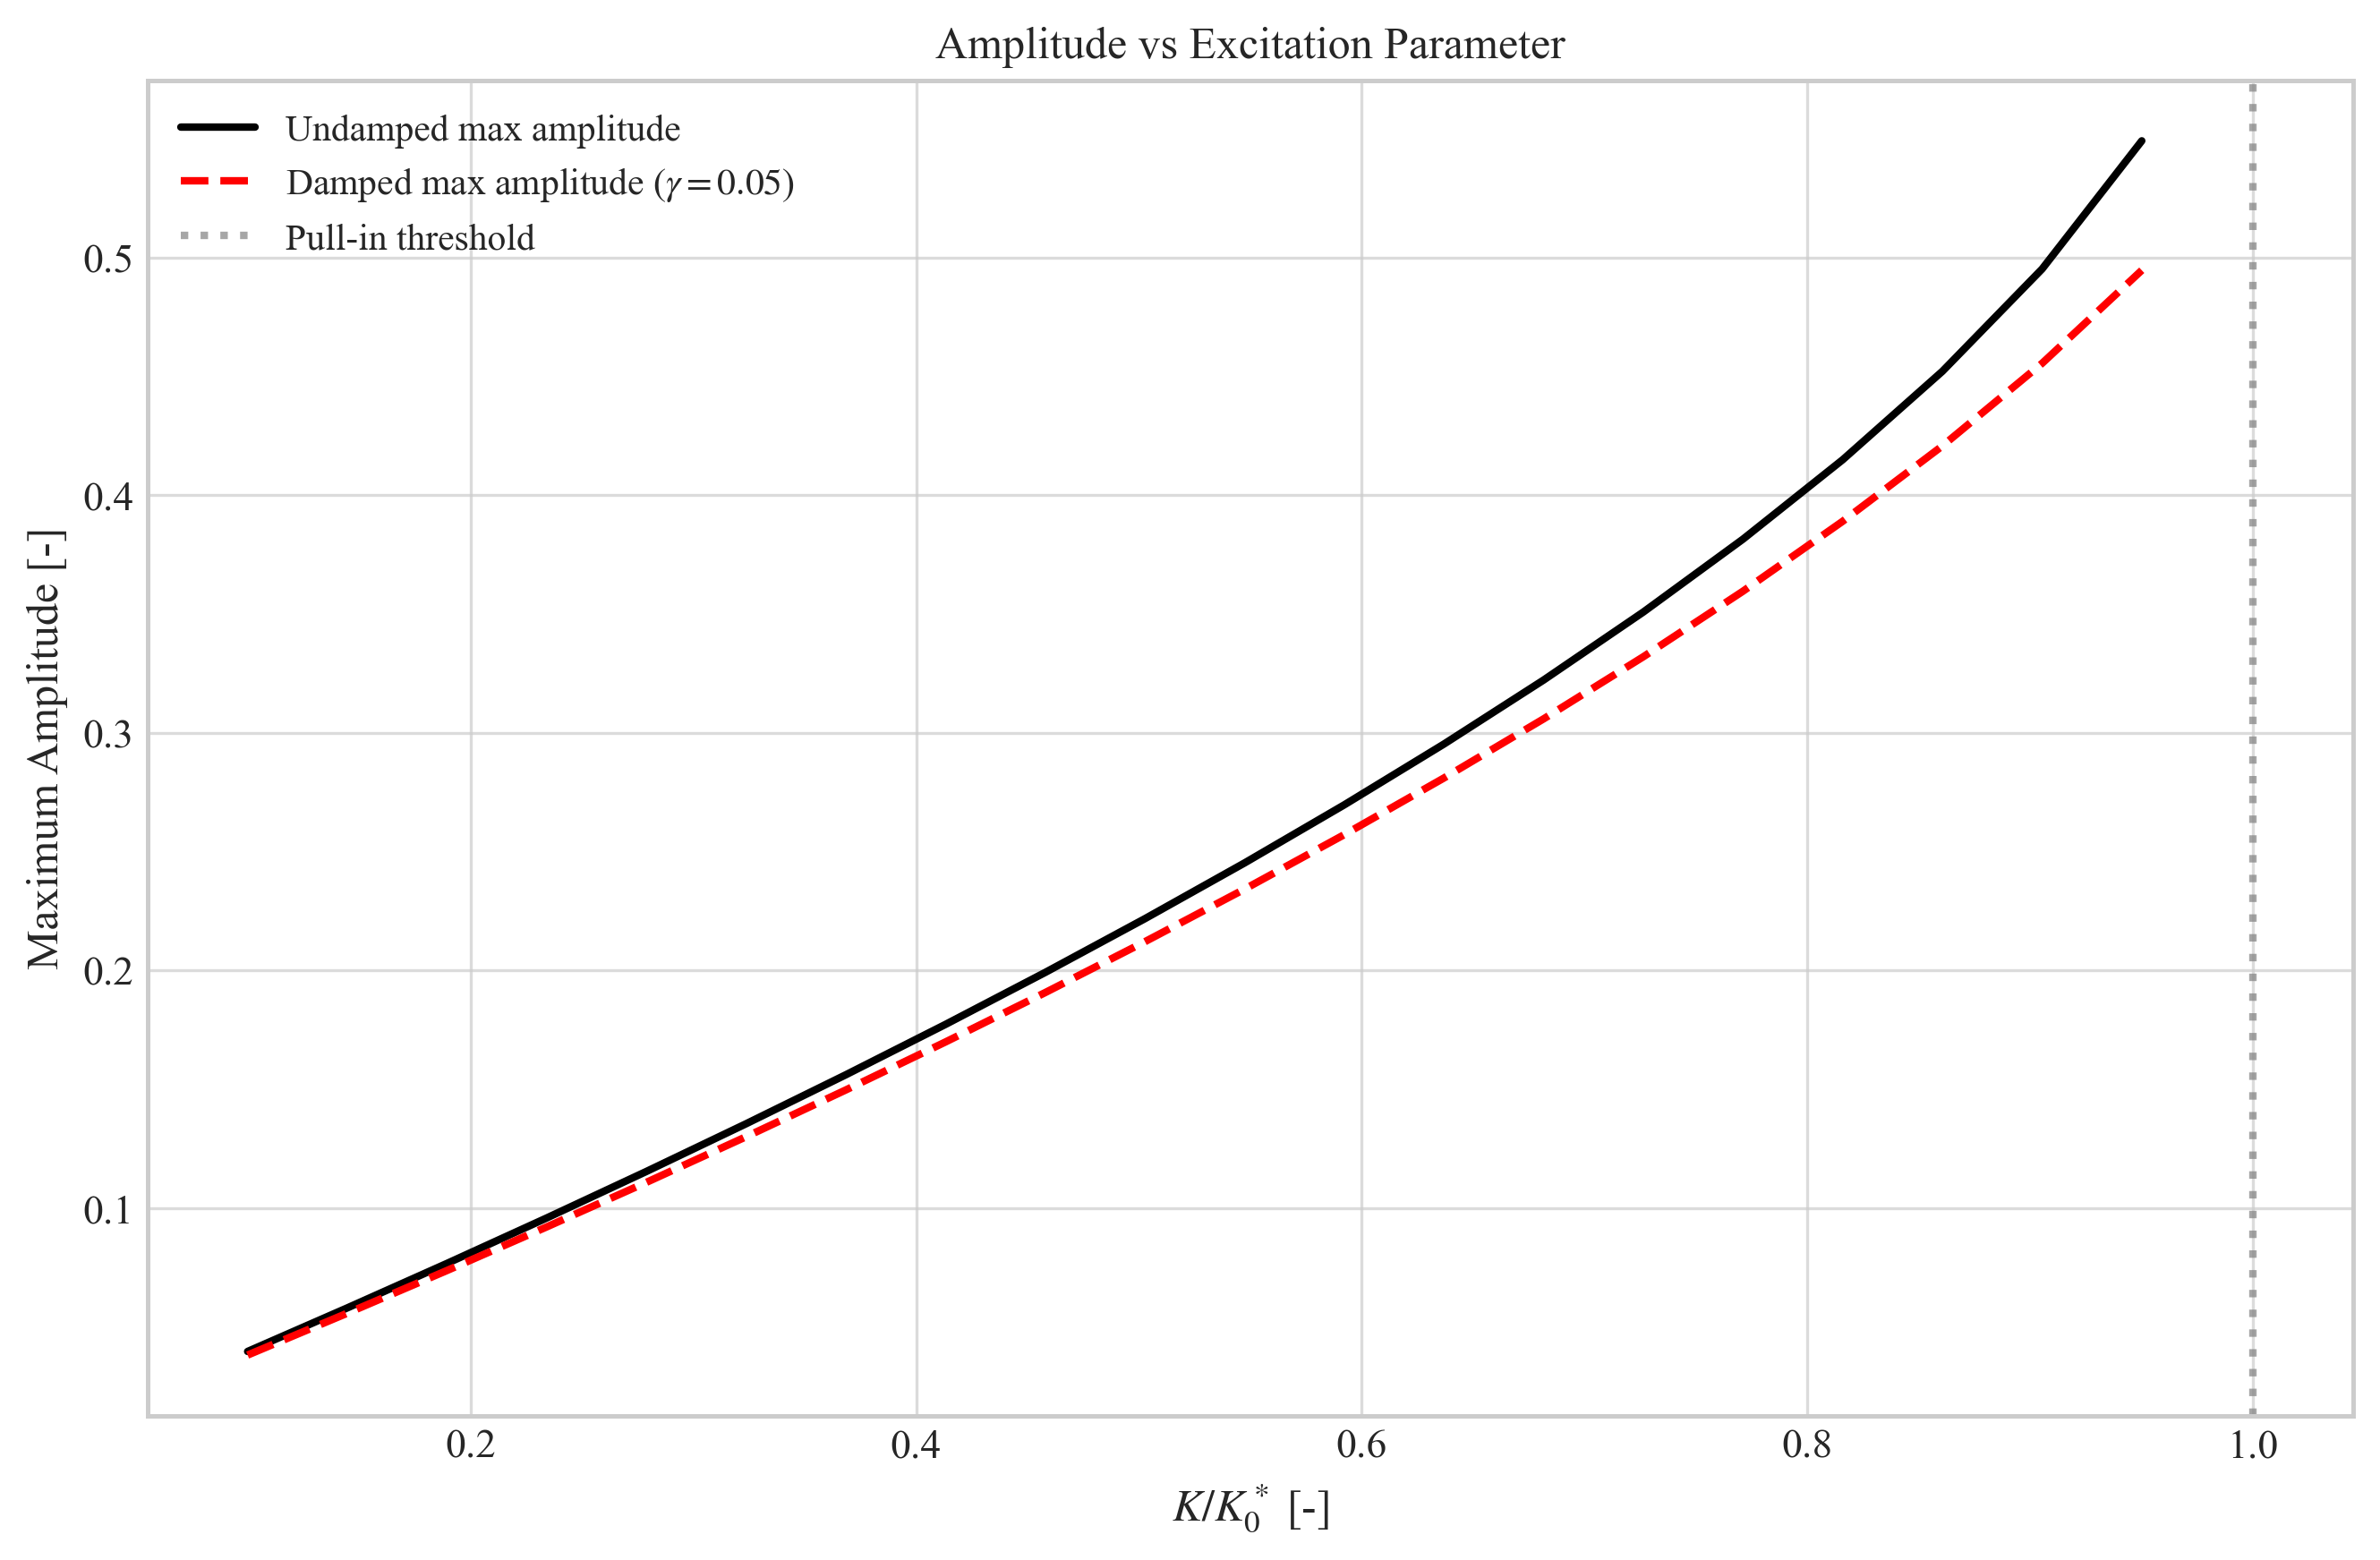 Amplitude vs Excitation Parameter
Undamped max amplitude
Damped max amplitude (γ = 0.05)
Pull-in threshold
0.5
0.4
0.3
0.2
0.1
Maximum Amplitude [-]
0.2 0.4 0.6 0.8 1.0
K/K₀* [-]